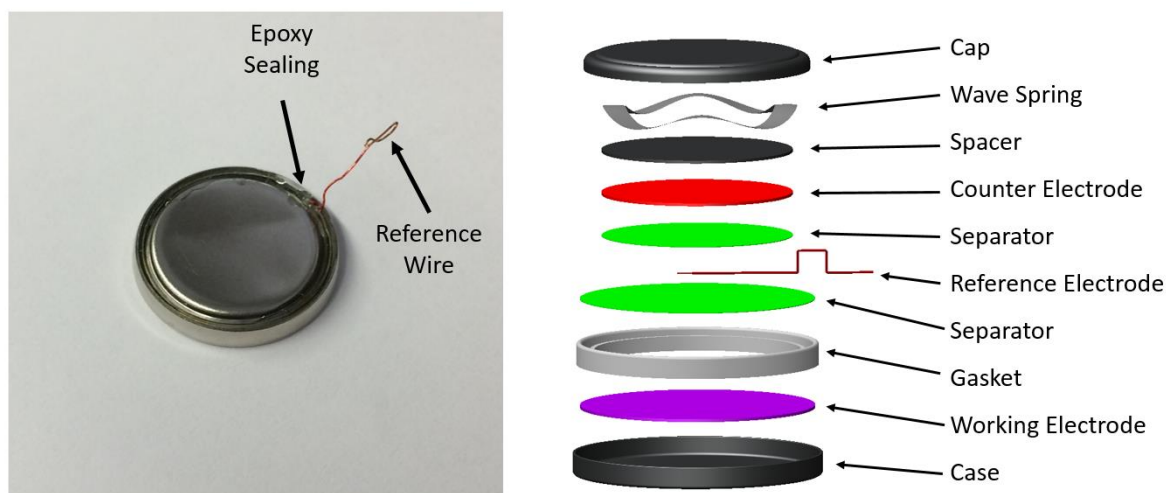 Epoxy
Sealing
Reference
Wire
Cap
Wave Spring
Spacer
Counter Electrode
Separator
Reference Electrode
Separator
Gasket
Working Electrode
Case